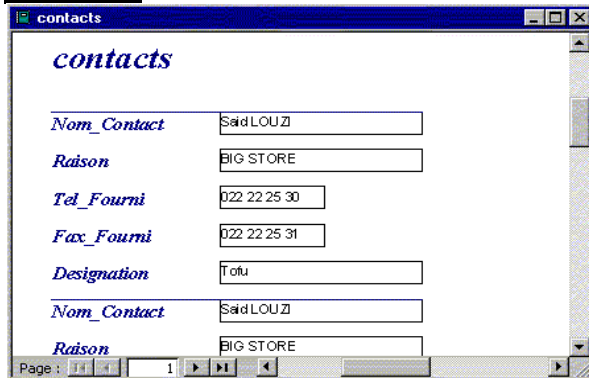 contacts
contacts
Nom_Contact Said LOUZI
Raison BIG STORE
Tel_Fourni 022 22 25 30
Fax_Fourni 022 22 25 31
Designation Tofu
Nom_Contact Said LOUZI
Raison BIG STORE
Page : 1